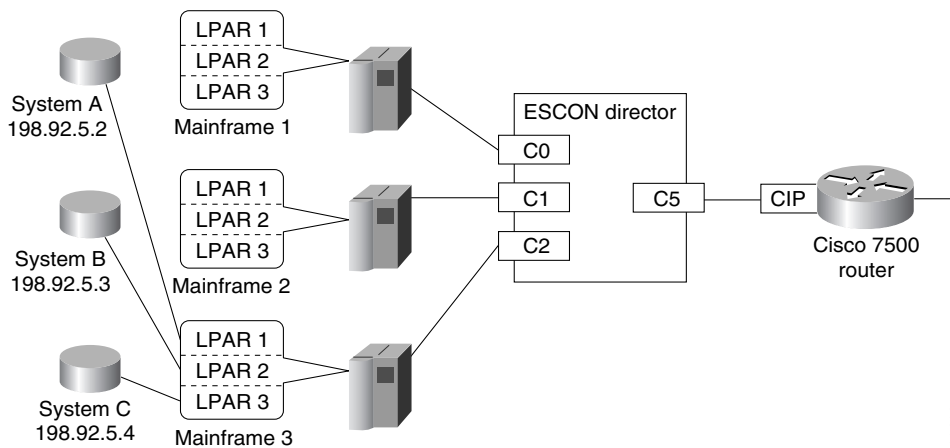 LPAR 1
LPAR 2
LPAR 3
Mainframe 1
System A
198.92.5.2
ESCON director
C0
C1
C2
C5
CIP
Cisco 7500
router
LPAR 1
LPAR 2
LPAR 3
Mainframe 2
System B
198.92.5.3
LPAR 1
LPAR 2
LPAR 3
Mainframe 3
System C
198.92.5.4